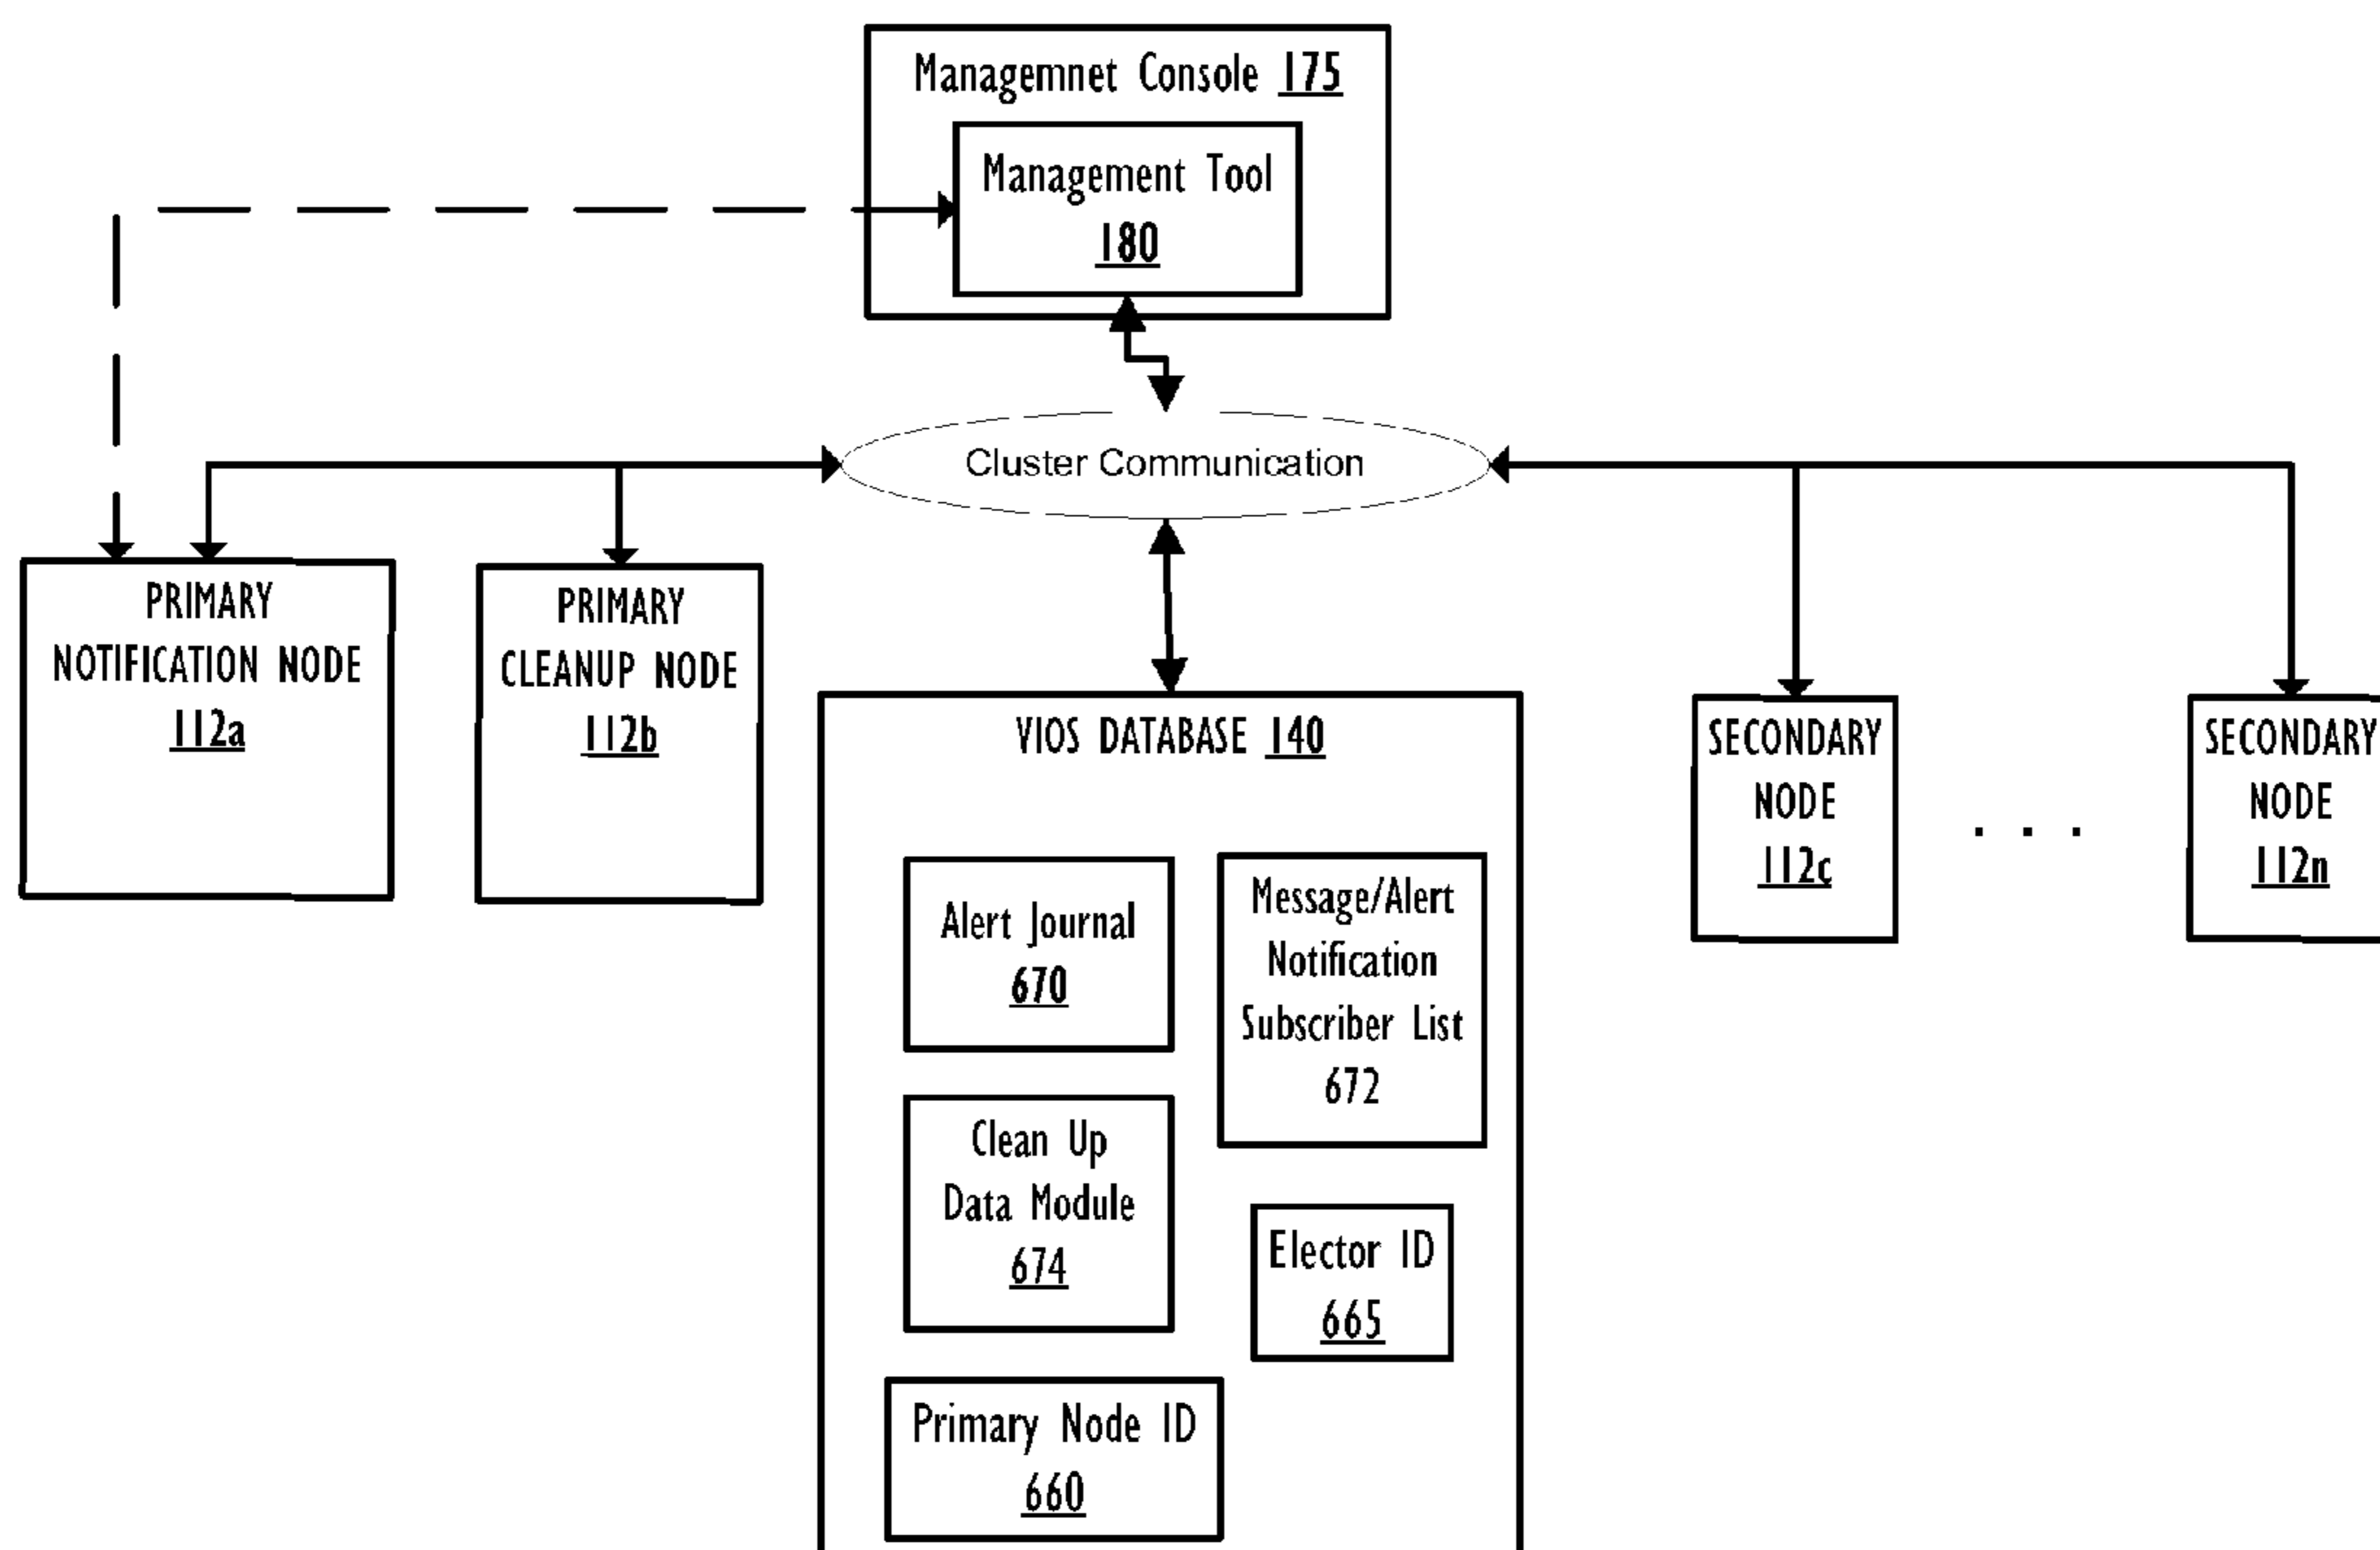 Managemnet Console 175
Management Tool
180
Cluster Communication
PRIMARY
NOTIFICATION NODE
112a
PRIMARY
CLEANUP NODE
112b
VIOS DATABASE 140
Alert Journal
670
Message/Alert
Notification
Subscriber List
672
Clean Up
Data Module
674
Elector ID
665
Primary Node ID
660
SECONDARY
NODE
112c
. . .
SECONDARY
NODE
112n